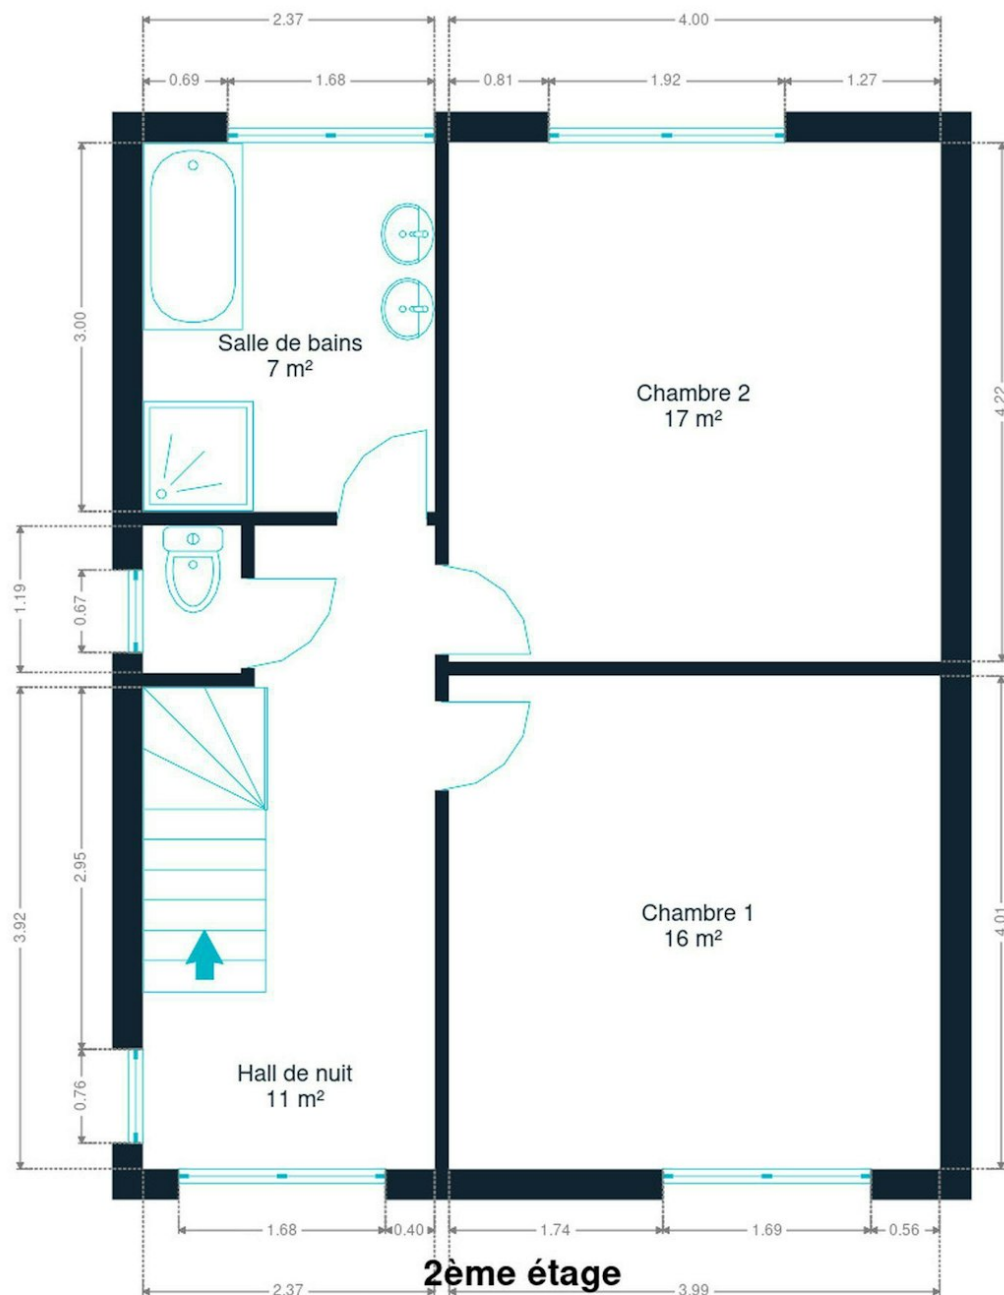 2.37
4.00
0.69
1.68
0.81
1.92
1.27
3.00
4.22
Salle de bains
7 m²
Chambre 2
17 m²
1.19
0.67
3.92
2.95
4.01
Chambre 1
16 m²
Hall de nuit
11 m²
0.76
1.68
0.40
1.74
1.69
0.56
2ème étage
2.37
3.99